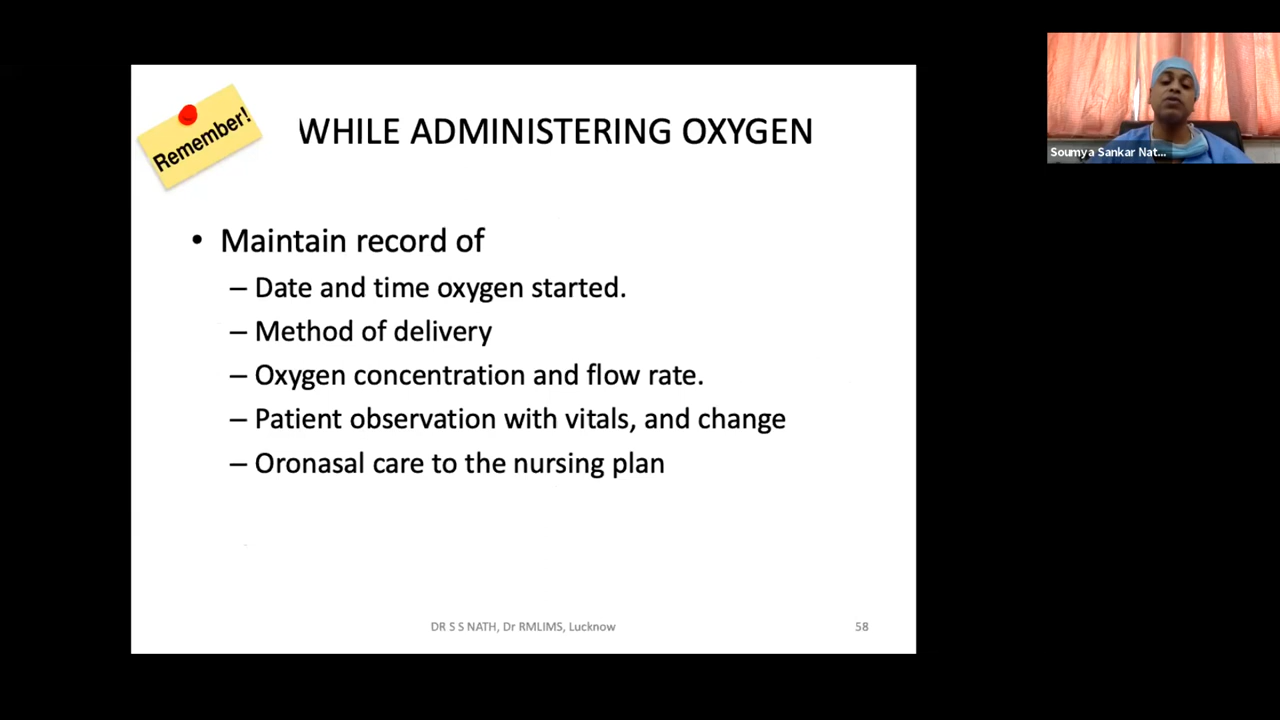 Remember!
WHILE ADMINISTERING OXYGEN
Soumya Sankar Nat...
• Maintain record of
– Date and time oxygen started.
– Method of delivery
– Oxygen concentration and flow rate.
– Patient observation with vitals, and change
– Oronasal care to the nursing plan
DR S S NATH, Dr RMLIMS, Lucknow
58